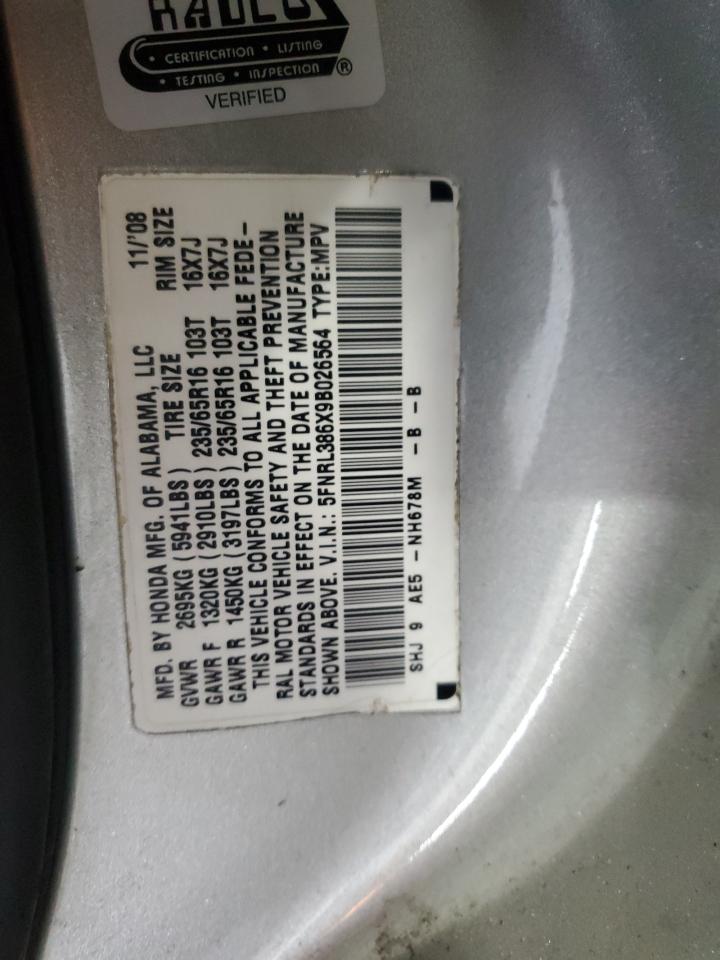 RADCO
• CERTIFICATION • LISTING
• TESTING • INSPECTION ®
VERIFIED
MFD. BY HONDA MFG. OF ALABAMA, LLC 11/'08
GVWR 2695KG (5941LBS) TIRE SIZE RIM SIZE
GAWR F 1320KG (2910LBS) 235/65R16 103T 16X7J
GAWR R 1450KG (3197LBS) 235/65R16 103T 16X7J
THIS VEHICLE CONFORMS TO ALL APPLICABLE FEDE-
RAL MOTOR VEHICLE SAFETY AND THEFT PREVENTION
STANDARDS IN EFFECT ON THE DATE OF MANUFACTURE
SHOWN ABOVE. V.I.N.: 5FNRL386X9B026564 TYPE:MPV
SHJ 9 AE5 -NH678M -B -B